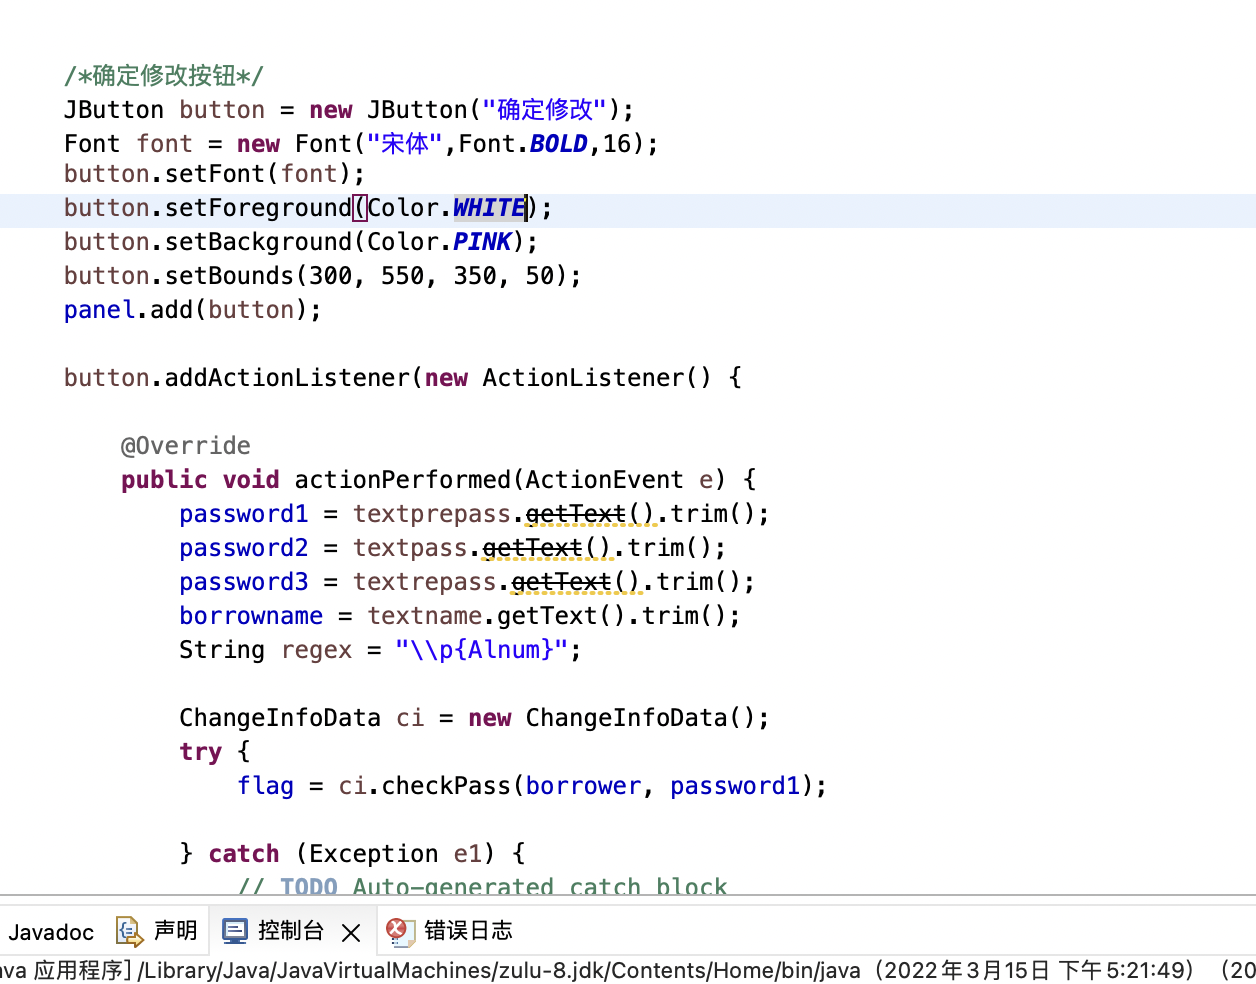 /*确定修改按钮*/
JButton button = new JButton("确定修改");
Font font = new Font("宋体",Font.BOLD,16);
button.setFont(font);
button.setForeground(Color.WHITE);
button.setBackground(Color.PINK);
button.setBounds(300, 550, 350, 50);
panel.add(button);
button.addActionListener(new ActionListener() {
@Override
public void actionPerformed(ActionEvent e) {
password1 = textprepass.getText().trim();
password2 = textpass.getText().trim();
password3 = textrepass.getText().trim();
borrowname = textname.getText().trim();
String regex = "\\p{Alnum}";
ChangeInfoData ci = new ChangeInfoData();
try {
flag = ci.checkPass(borrower, password1);
} catch (Exception e1) {
// TODO Auto-generated catch block
Javadoc 声明 控制台 错误日志
ava 应用程序] /Library/Java/JavaVirtualMachines/zulu-8.jdk/Contents/Home/bin/java（2022年3月15日 下午5:21:49）（20